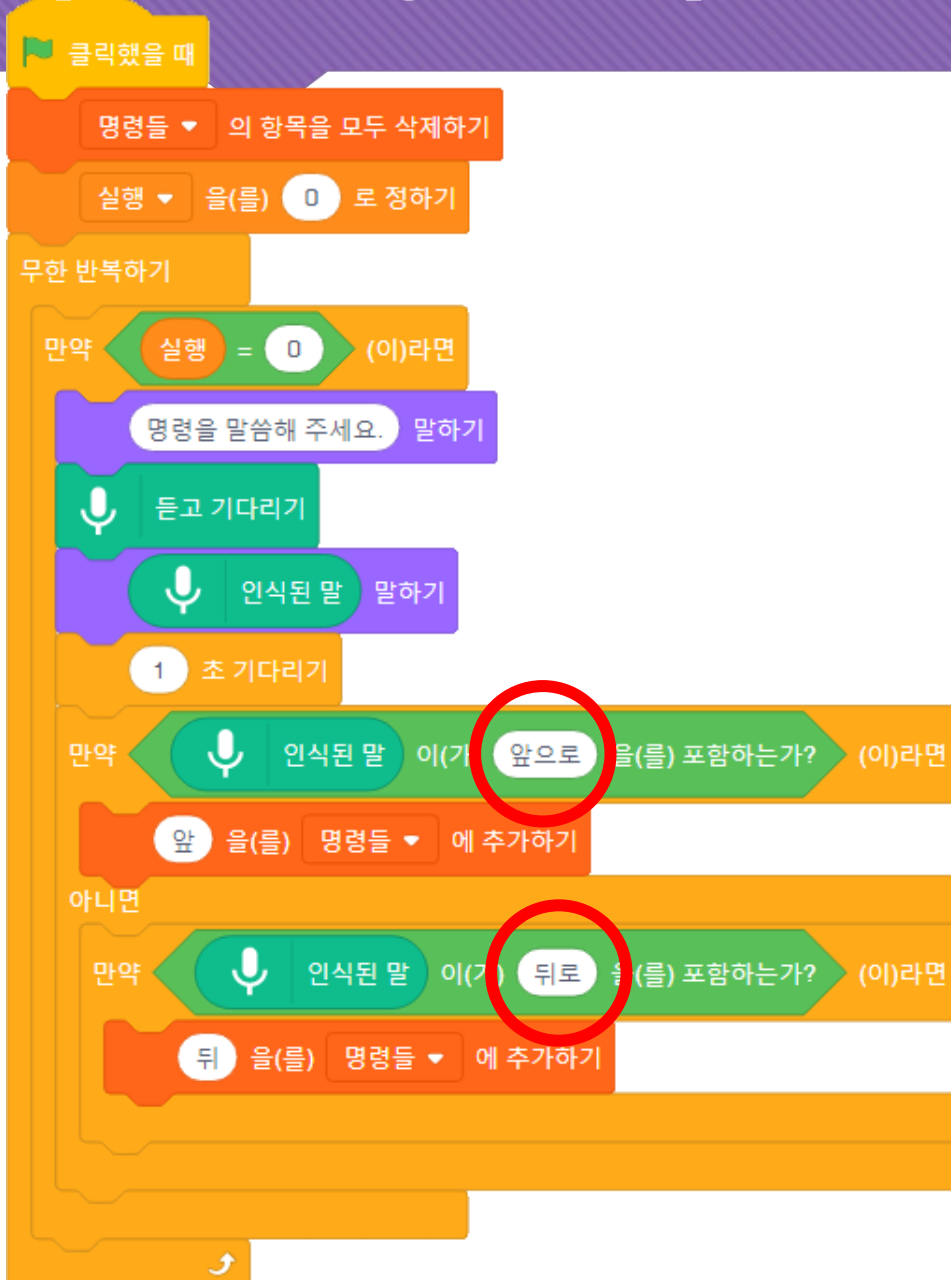 클릭했을 때
명령들 의 항목을 모두 삭제하기
실행 을(를) 0 로 정하기
무한 반복하기
만약 실행 = 0 (이)라면
명령을 말씀해 주세요. 말하기
듣고 기다리기
인식된 말 말하기
1 초 기다리기
만약 인식된 말 이(가) 앞으로 을(를) 포함하는가? (이)라면
앞 을(를) 명령들 에 추가하기
아니면
만약 인식된 말 이(가) 뒤로 을(를) 포함하는가? (이)라면
뒤 을(를) 명령들 에 추가하기